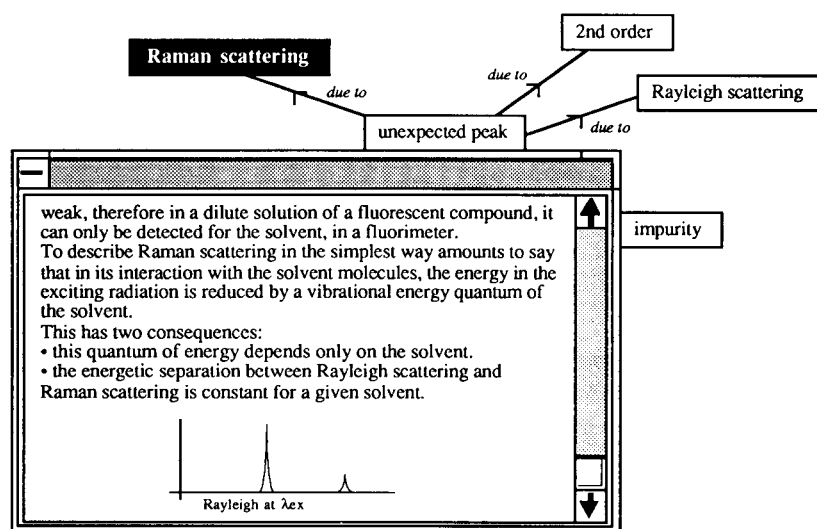 2nd order
Raman scattering
due to
due to
Rayleigh scattering
unexpected peak
due to
weak, therefore in a dilute solution of a fluorescent compound, it
can only be detected for the solvent, in a fluorimeter.
To describe Raman scattering in the simplest way amounts to say
that in its interaction with the solvent molecules, the energy in the
exciting radiation is reduced by a vibrational energy quantum of
the solvent.
This has two consequences:
• this quantum of energy depends only on the solvent.
• the energetic separation between Rayleigh scattering and
Raman scattering is constant for a given solvent.
impurity
Rayleigh at λex